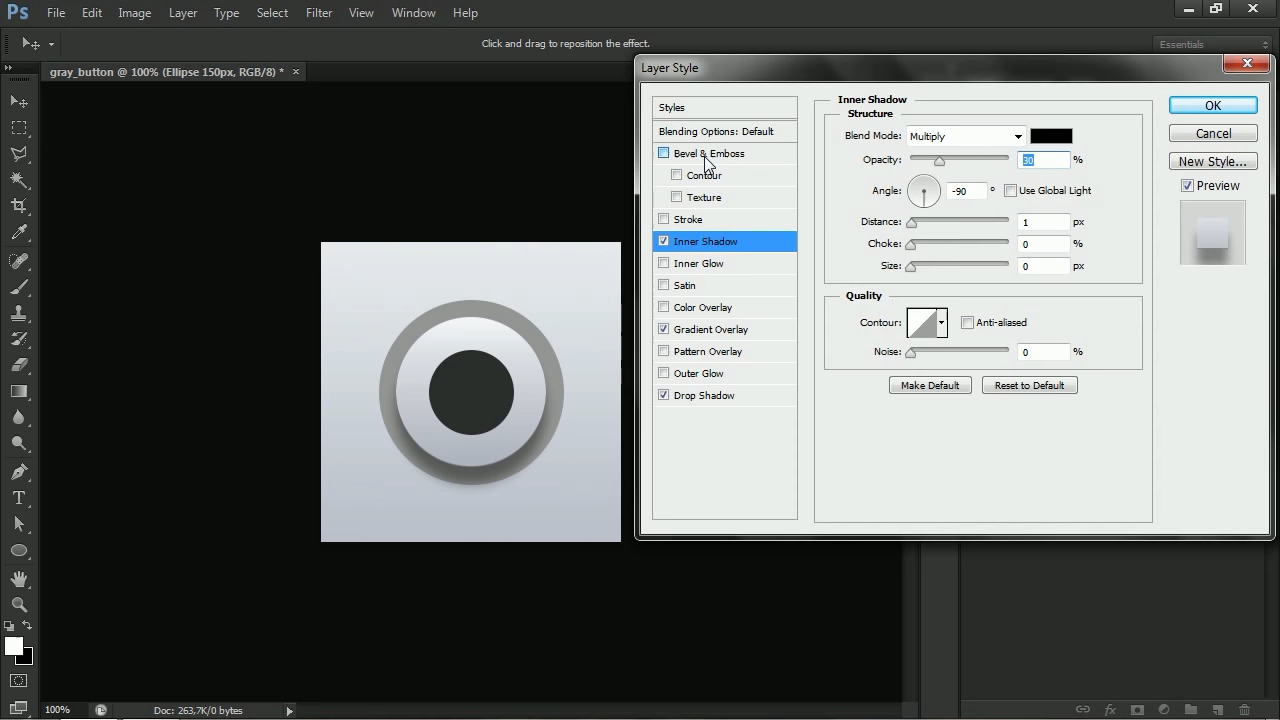 Ps File Edit Image Layer Type Select Filter View Window Help
Click and drag to reposition the effect.
Essentials
gray_button @ 100% (Ellipse 150px, RGB/8) * ×
Layer Style
Styles
Blending Options: Default
Bevel & Emboss
Contour
Texture
Stroke
Inner Shadow
Inner Glow
Satin
Color Overlay
Gradient Overlay
Pattern Overlay
Outer Glow
Drop Shadow
Inner Shadow
Structure
Blend Mode: Multiply
Opacity: 30 %
Angle: -90 ° Use Global Light
Distance: 1 px
Choke: 0 %
Size: 0 px
Quality
Contour: Anti-aliased
Noise: 0 %
Make Default Reset to Default
OK
Cancel
New Style...
Preview
T
fx
100% Doc: 263,7K/0 bytes